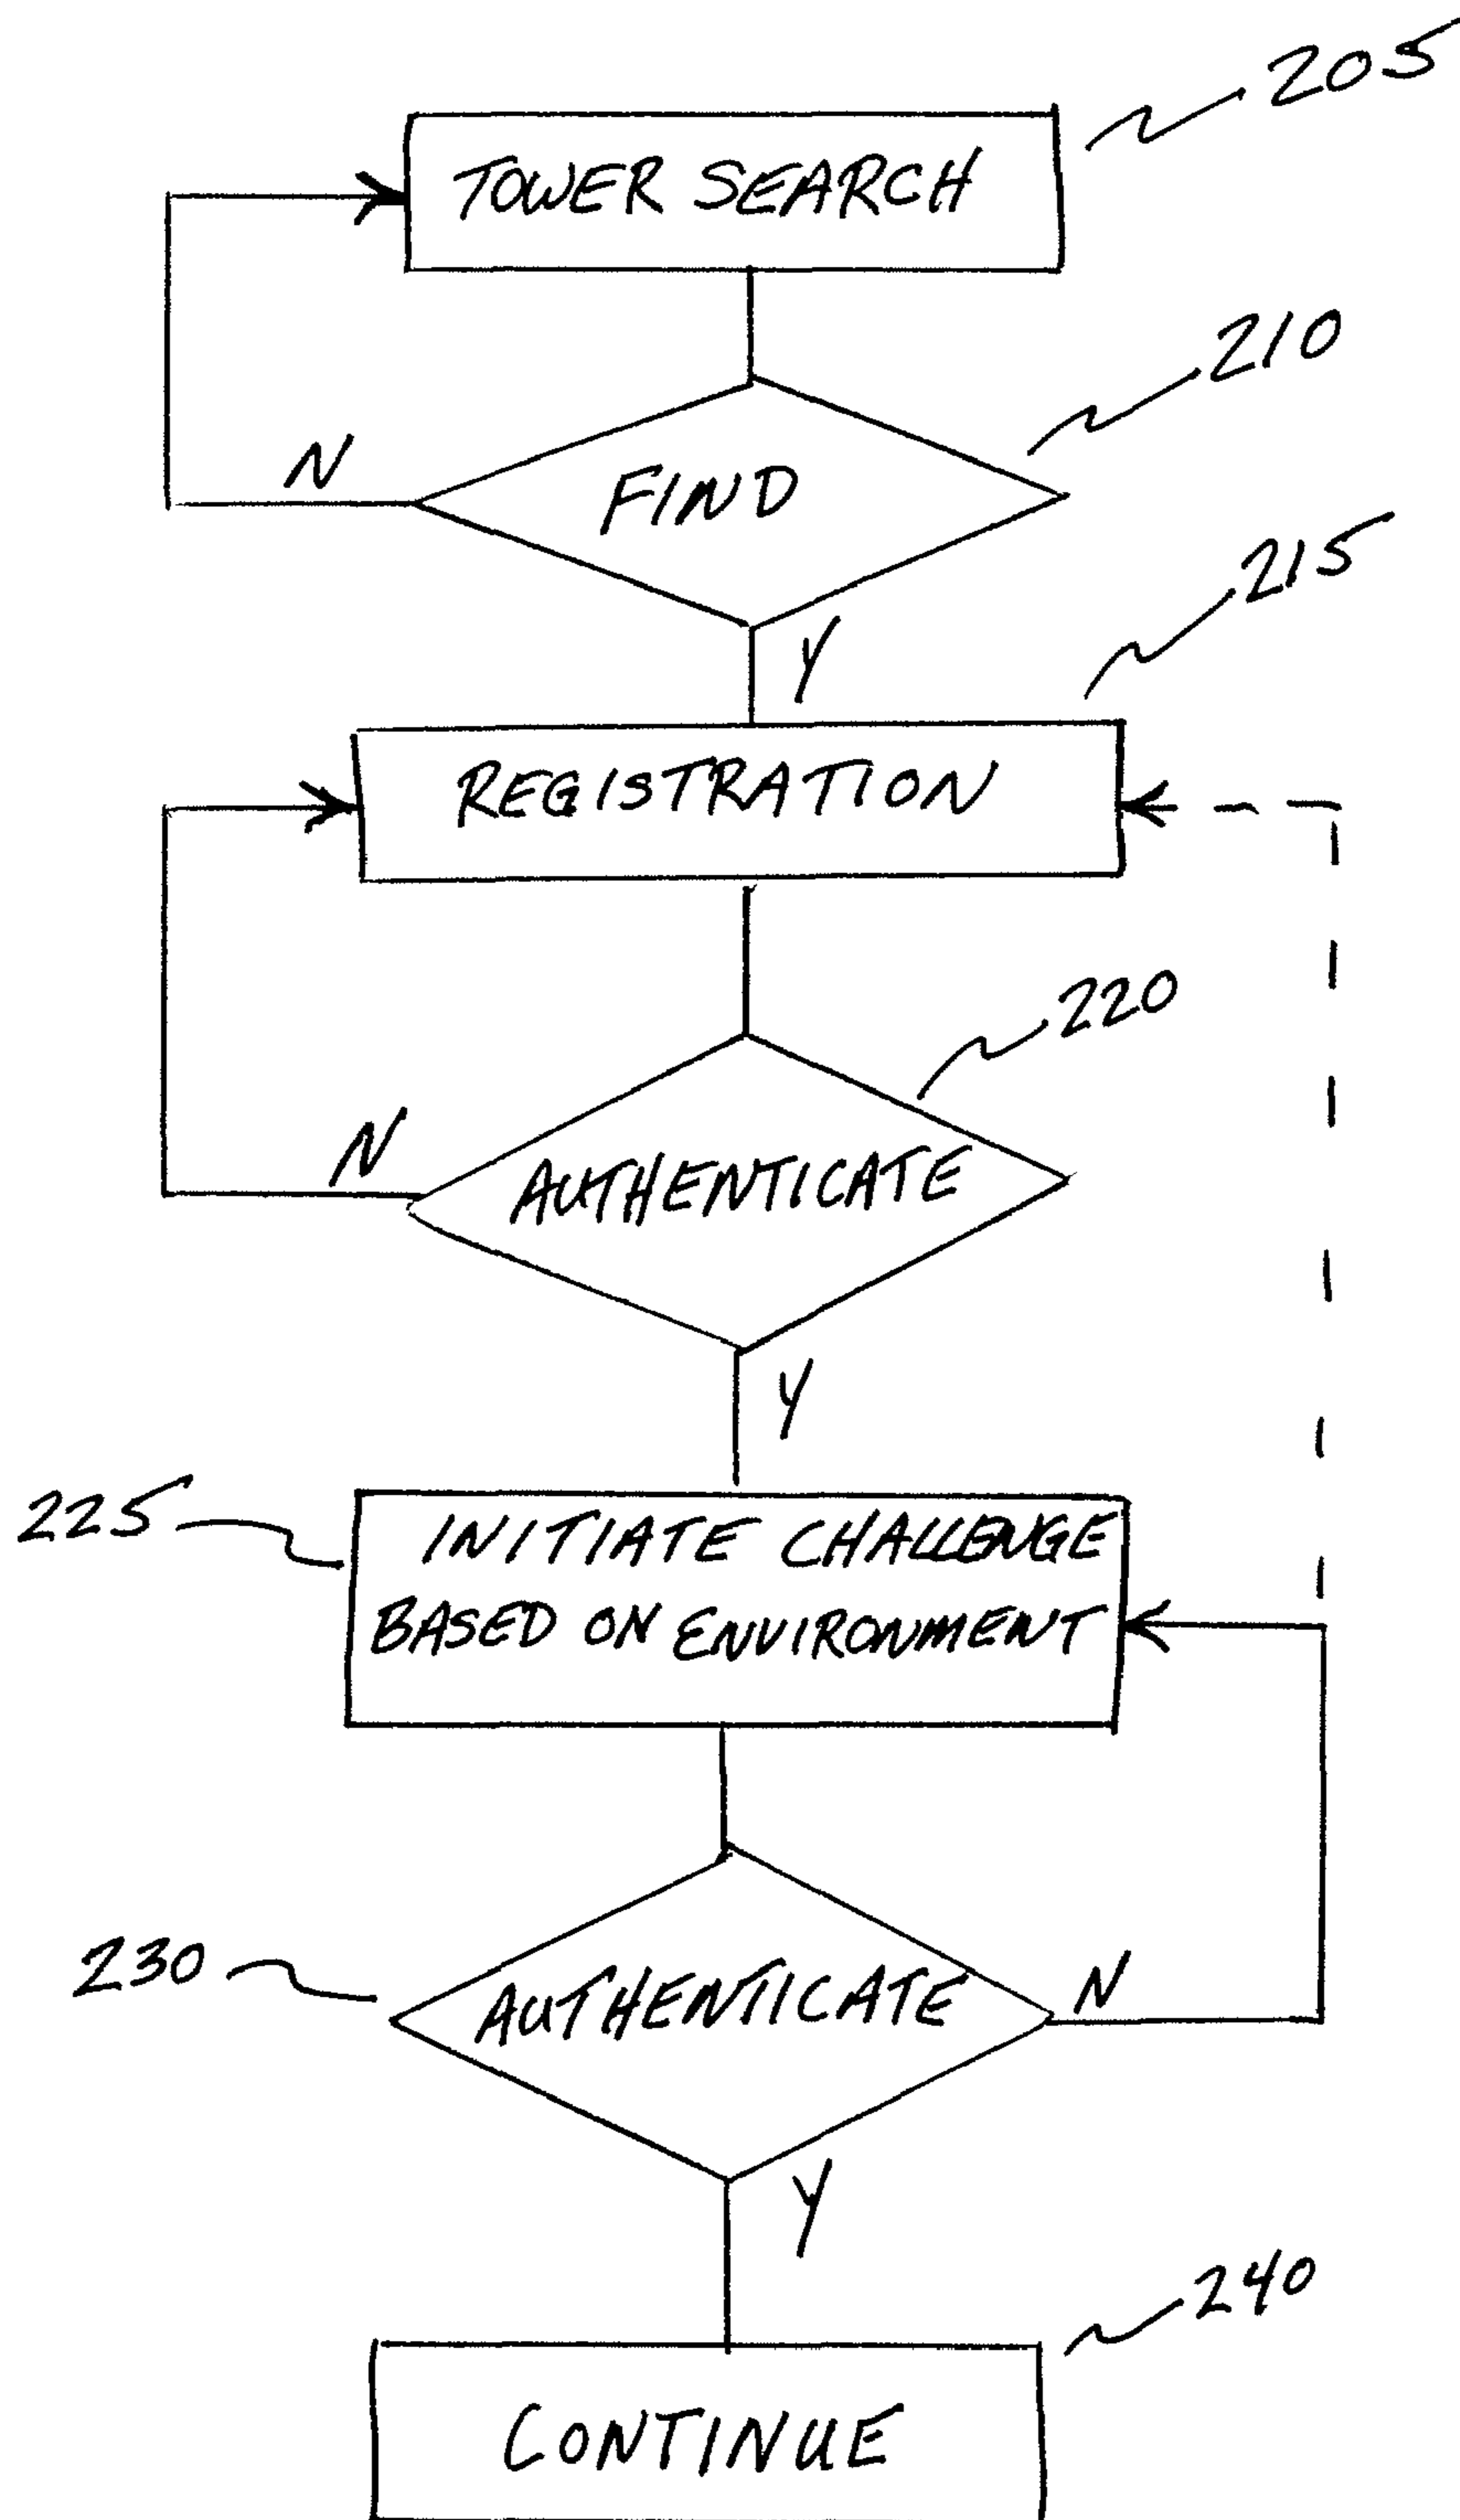 205
TOWER SEARCH
210
N
FIND
215
Y
REGISTRATION
220
N
AUTHENTICATE
Y
225
INITIATE CHALLENGE
BASED ON ENVIRONMENT
230
AUTHENTICATE
N
Y
240
CONTINUE